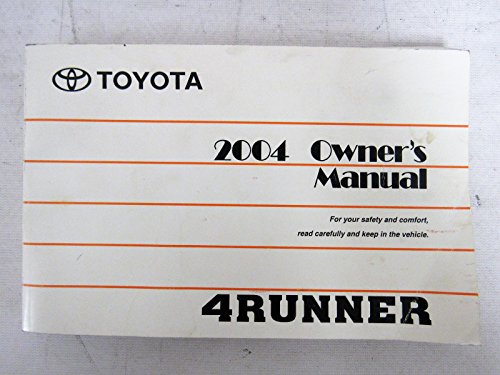 TOYOTA
2004 Owner's
Manual
For your safety and comfort,
read carefully and keep in the vehicle.
4RUNNER